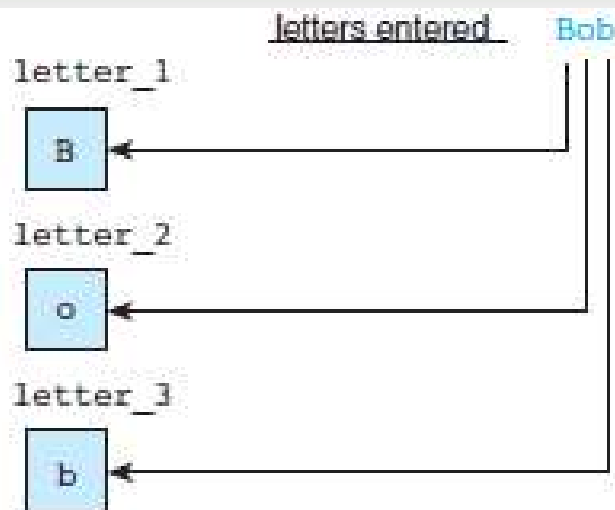 letters entered Bob
letter_1
B
letter_2
o
letter_3
b